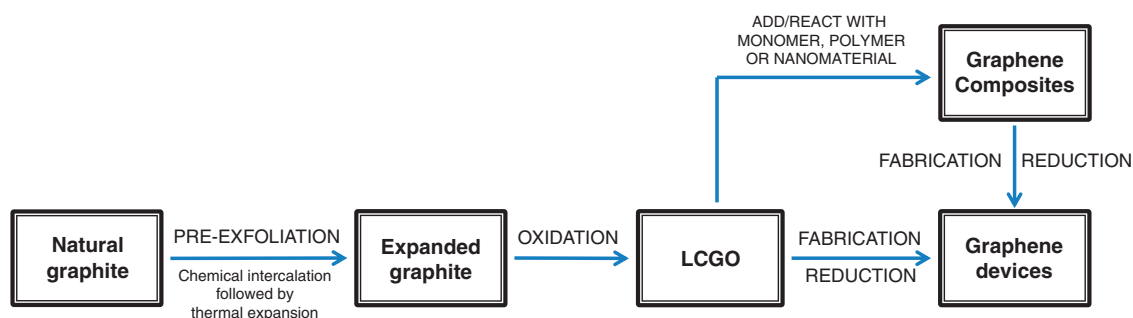 ADD/REACT WITH
MONOMER, POLYMER
OR NANOMATERIAL
Graphene
Composites
FABRICATION
REDUCTION
Natural
graphite
PRE-EXFOLIATION
Chemical intercalation
followed by
thermal expansion
Expanded
graphite
OXIDATION
LCGO
FABRICATION
REDUCTION
Graphene
devices